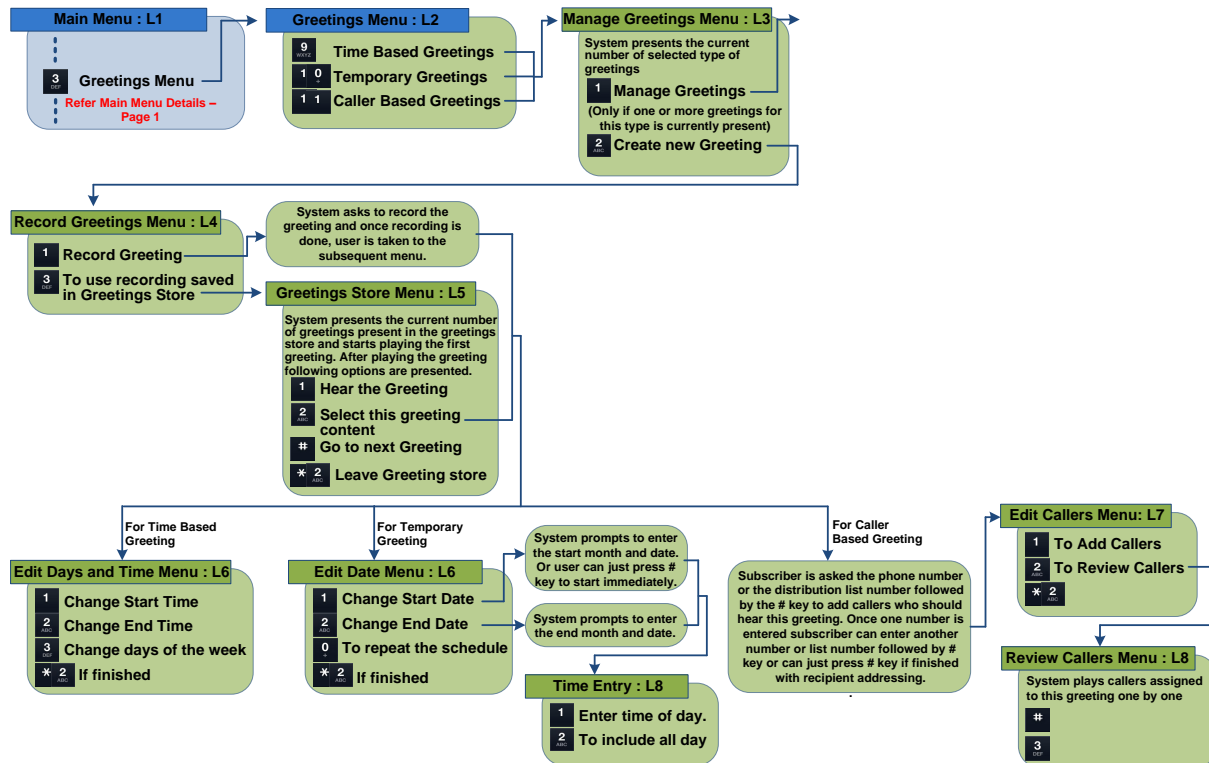 Main Menu : L1
3 DEF Greetings Menu
Refer Main Menu Details –
Page 1
Greetings Menu : L2
9 WXYZ Time Based Greetings
1 0 + Temporary Greetings
1 1 Caller Based Greetings
Manage Greetings Menu : L3
System presents the current
number of selected type of
greetings
1 Manage Greetings
(Only if one or more greetings for
this type is currently present)
2 ABC Create new Greeting
Record Greetings Menu : L4
1 Record Greeting
3 DEF To use recording saved
in Greetings Store
System asks to record the
greeting and once recording is
done, user is taken to the
subsequent menu.
Greetings Store Menu : L5
System presents the current number
of greetings present in the greetings
store and starts playing the first
greeting. After playing the greeting
following options are presented.
1 Hear the Greeting
2 ABC Select this greeting
content
# Go to next Greeting
* 2 ABC Leave Greeting store
For Time Based
Greeting
Edit Days and Time Menu : L6
1 Change Start Time
2 ABC Change End Time
3 DEF Change days of the week
* 2 ABC If finished
For Temporary
Greeting
Edit Date Menu : L6
1 Change Start Date
2 ABC Change End Date
0 + To repeat the schedule
* 2 ABC If finished
System prompts to enter
the start month and date.
Or user can just press #
key to start immediately.
System prompts to enter
the end month and date.
Time Entry : L8
1 Enter time of day.
2 ABC To include all day
For Caller
Based Greeting
Subscriber is asked the phone number
or the distribution list number followed
by the # key to add callers who should
hear this greeting. Once one number is
entered subscriber can enter another
number or list number followed by #
key or can just press # key if finished
with recipient addressing.
.
Edit Callers Menu: L7
1 To Add Callers
2 ABC To Review Callers
* 2 ABC
Review Callers Menu : L8
System plays callers assigned
to this greeting one by one
#
3 DEF